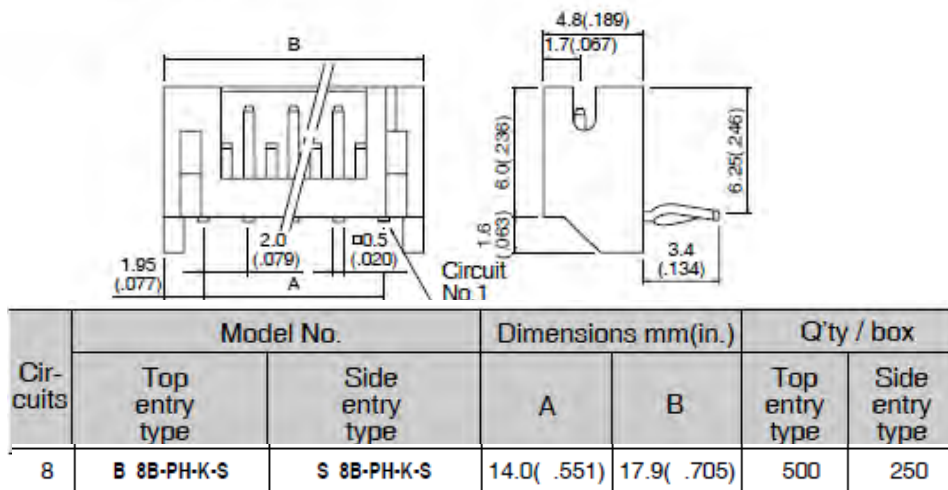 B
4.8(.189)
1.7(.067)
6.0(.236)
6.25(.246)
1.6
(.063)
3.4
(.134)
2.0
(.079)
□0.5
(.020)
1.95
(.077)
A
Circuit
No.1
Cir-
cuits
Model No.
Dimensions mm(in.)
Q'ty / box
Top
entry
type
Side
entry
type
A
B
Top
entry
type
Side
entry
type
8 B 8B-PH-K-S S 8B-PH-K-S 14.0( .551) 17.9( .705) 500 250